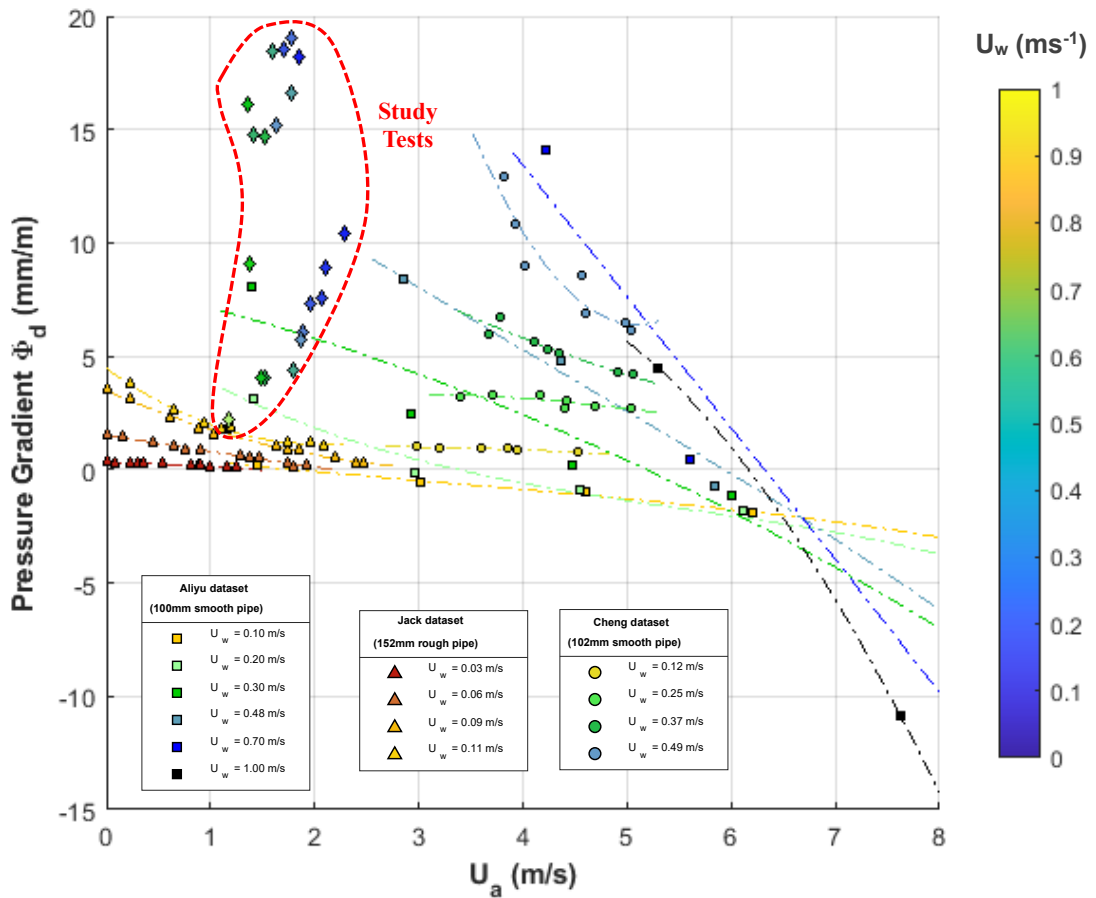 20
15
10
5
0
-5
-10
-15
0
1
2
3
4
5
6
7
8
Pressure Gradient Φd (mm/m)
Ua (m/s)
Study
Tests
Aliyu dataset
(100mm smooth pipe)
U w = 0.10 m/s
U w = 0.20 m/s
U w = 0.30 m/s
U w = 0.48 m/s
U w = 0.70 m/s
U w = 1.00 m/s
Jack dataset
(152mm rough pipe)
U w = 0.03 m/s
U w = 0.06 m/s
U w = 0.09 m/s
U w = 0.11 m/s
Cheng dataset
(102mm smooth pipe)
U w = 0.12 m/s
U w = 0.25 m/s
U w = 0.37 m/s
U w = 0.49 m/s
Uw (ms-1)
1
0.9
0.8
0.7
0.6
0.5
0.4
0.3
0.2
0.1
0